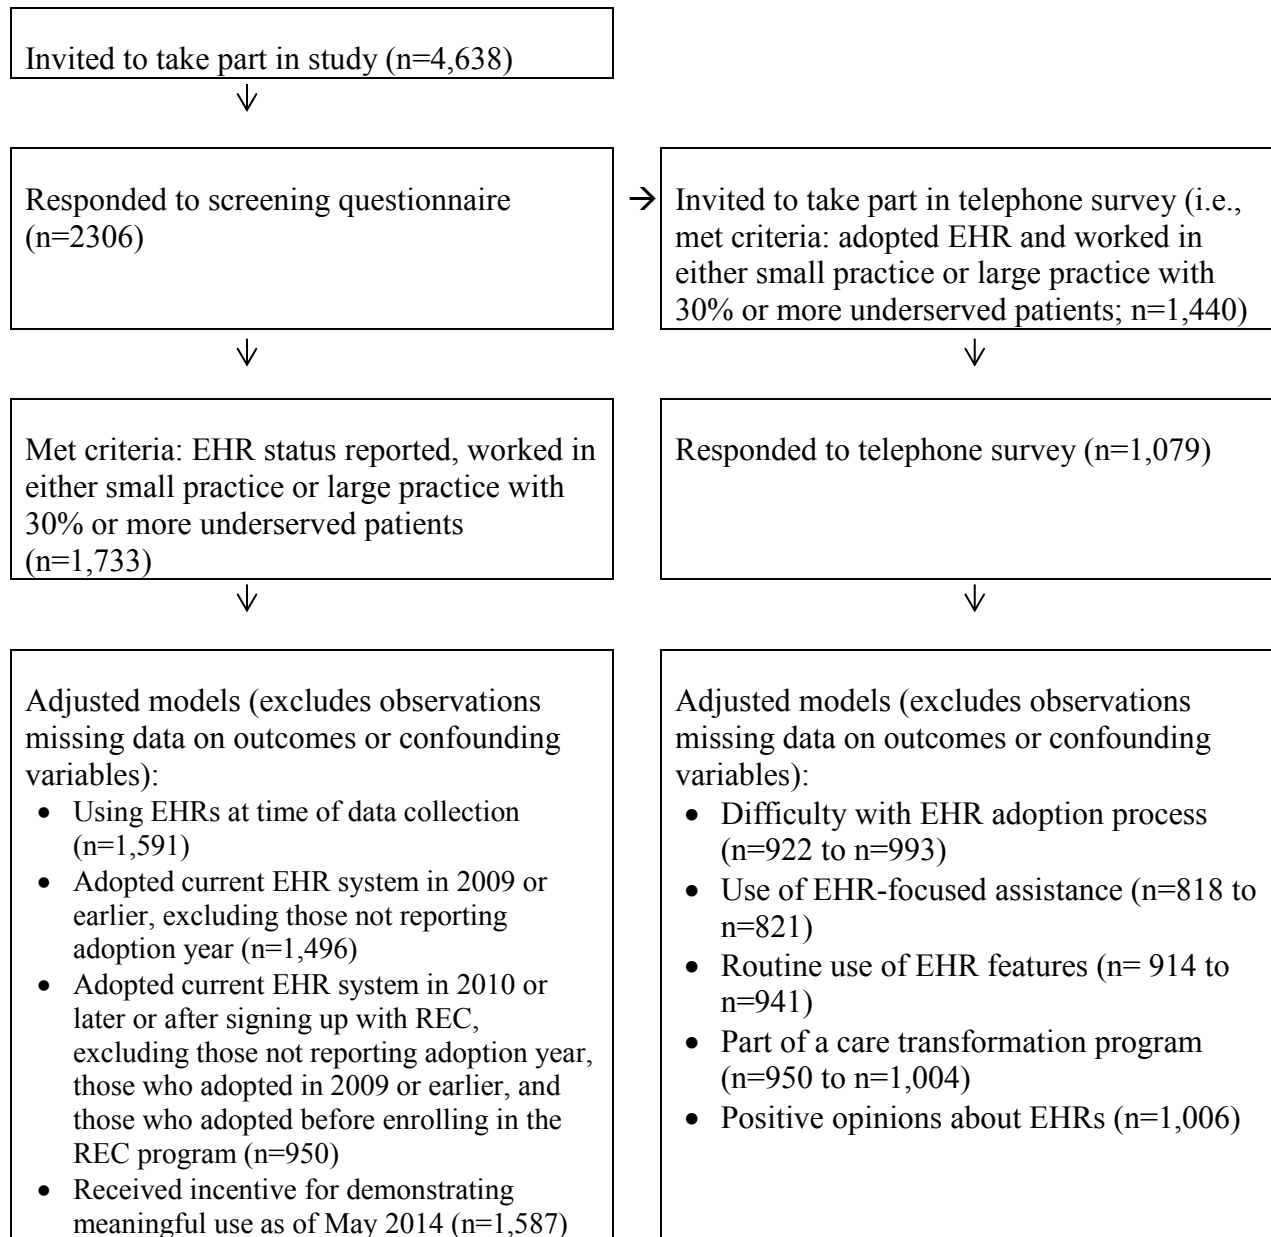 Invited to take part in study (n=4,638)
Responded to screening questionnaire
(n=2306)
Invited to take part in telephone survey (i.e.,
met criteria: adopted EHR and worked in
either small practice or large practice with
30% or more underserved patients; n=1,440)
Met criteria: EHR status reported, worked in
either small practice or large practice with
30% or more underserved patients
(n=1,733)
Responded to telephone survey (n=1,079)
Adjusted models (excludes observations
missing data on outcomes or confounding
variables):
• Using EHRs at time of data collection
(n=1,591)
• Adopted current EHR system in 2009 or
earlier, excluding those not reporting
adoption year (n=1,496)
• Adopted current EHR system in 2010 or
later or after signing up with REC,
excluding those not reporting adoption year,
those who adopted in 2009 or earlier, and
those who adopted before enrolling in the
REC program (n=950)
• Received incentive for demonstrating
meaningful use as of May 2014 (n=1,587)
Adjusted models (excludes observations
missing data on outcomes or confounding
variables):
• Difficulty with EHR adoption process
(n=922 to n=993)
• Use of EHR-focused assistance (n=818 to
n=821)
• Routine use of EHR features (n= 914 to
n=941)
• Part of a care transformation program
(n=950 to n=1,004)
• Positive opinions about EHRs (n=1,006)